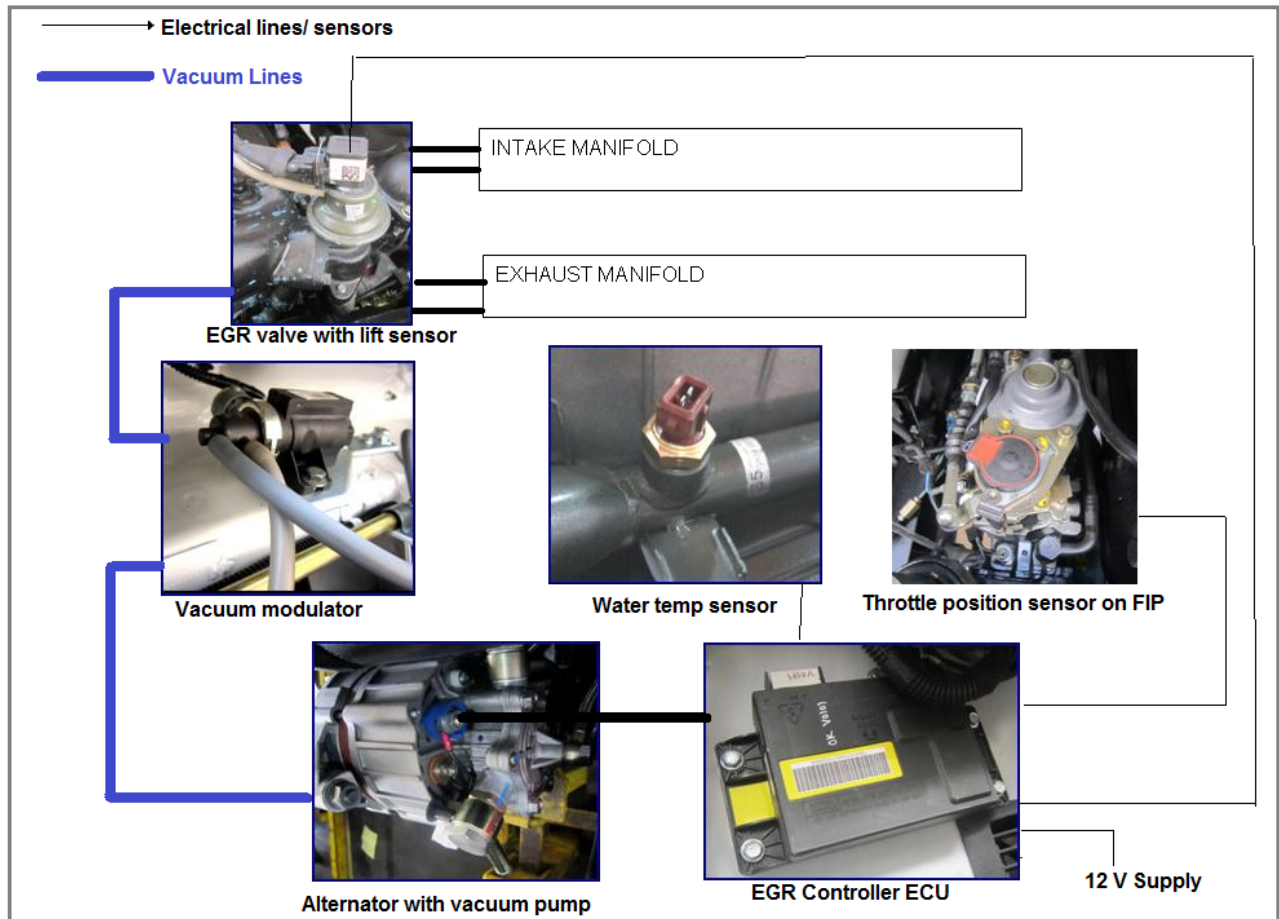 Electrical lines/ sensors
Vacuum Lines
INTAKE MANIFOLD
EXHAUST MANIFOLD
EGR valve with lift sensor
Vacuum modulator
Water temp sensor
Throttle position sensor on FIP
OK
Alternator with vacuum pump
EGR Controller ECU
12 V Supply